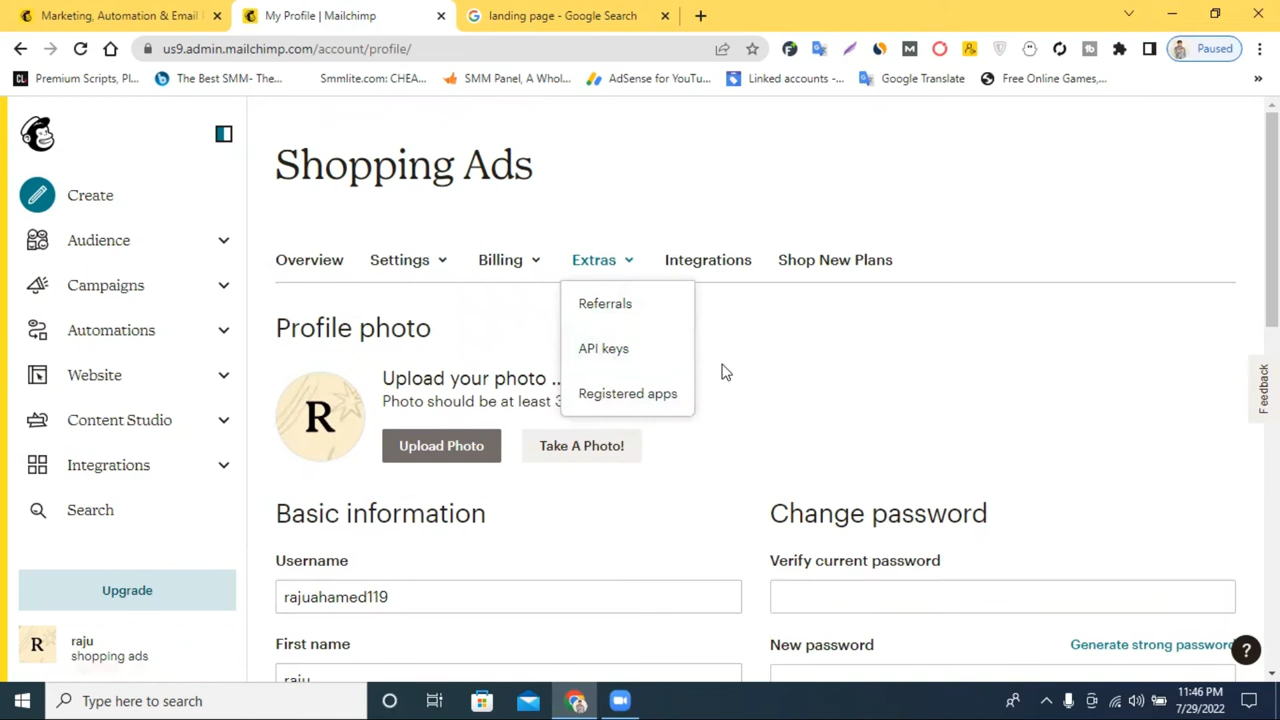 Marketing, Automation & Email
My Profile | Mailchimp
landing page - Google Search
us9.admin.mailchimp.com/account/profile/
Paused
Premium Scripts, Pl...
The Best SMM- The...
Smmlite.com: CHEA...
SMM Panel, A Whol...
AdSense for YouTu...
Linked accounts -...
Google Translate
Free Online Games,...
Shopping Ads
Create
Audience
Campaigns
Automations
Website
Content Studio
Integrations
Search
Upgrade
R
raju
shopping ads
Overview
Settings
Billing
Extras
Integrations
Shop New Plans
Referrals
API keys
Registered apps
Profile photo
R
Upload your photo ..
Photo should be at least
Upload Photo
Take A Photo!
Basic information
Username
rajuahamed119
First name
raju
Change password
Verify current password
New password
Generate strong password
Feedback
?
Type here to search
11:46 PM
7/29/2022